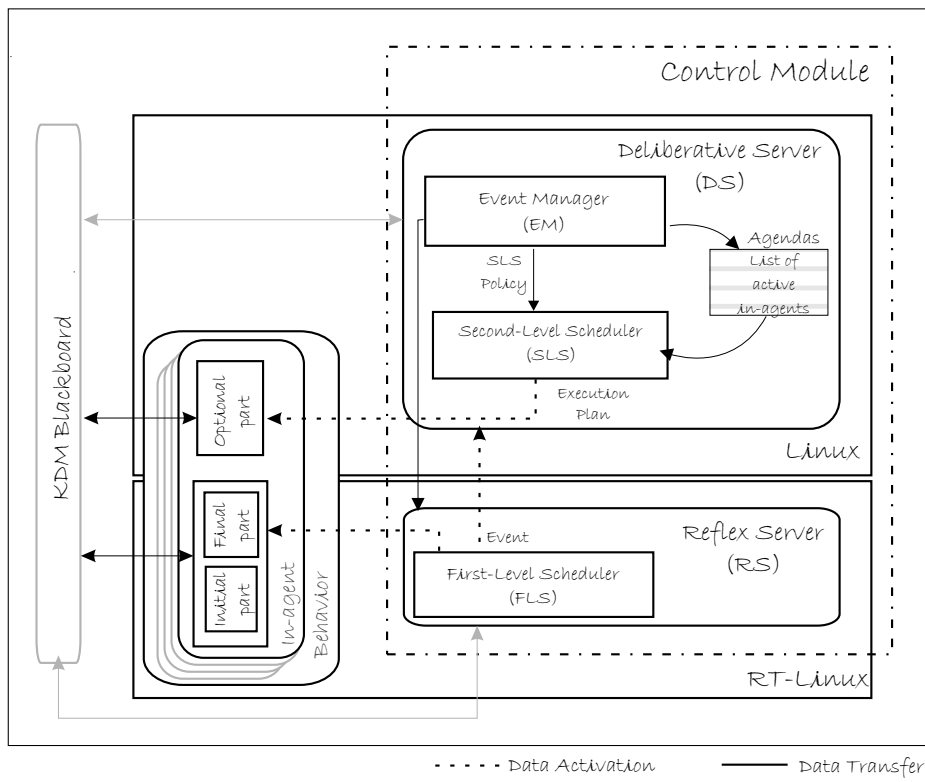 Control Module
Deliberative Server
(DS)
Event Manager
(EM)
SLS
Policy
Agendas
List of
active
in-agents
Second-Level Scheduler
(SLS)
Execution
Plan
Linux
KDM Blackboard
Optional
part
Final
part
Initial
part
In-agent
Behavior
Reflex Server
(RS)
Event
First-Level Scheduler
(FLS)
RT-Linux
Data Activation
Data Transfer